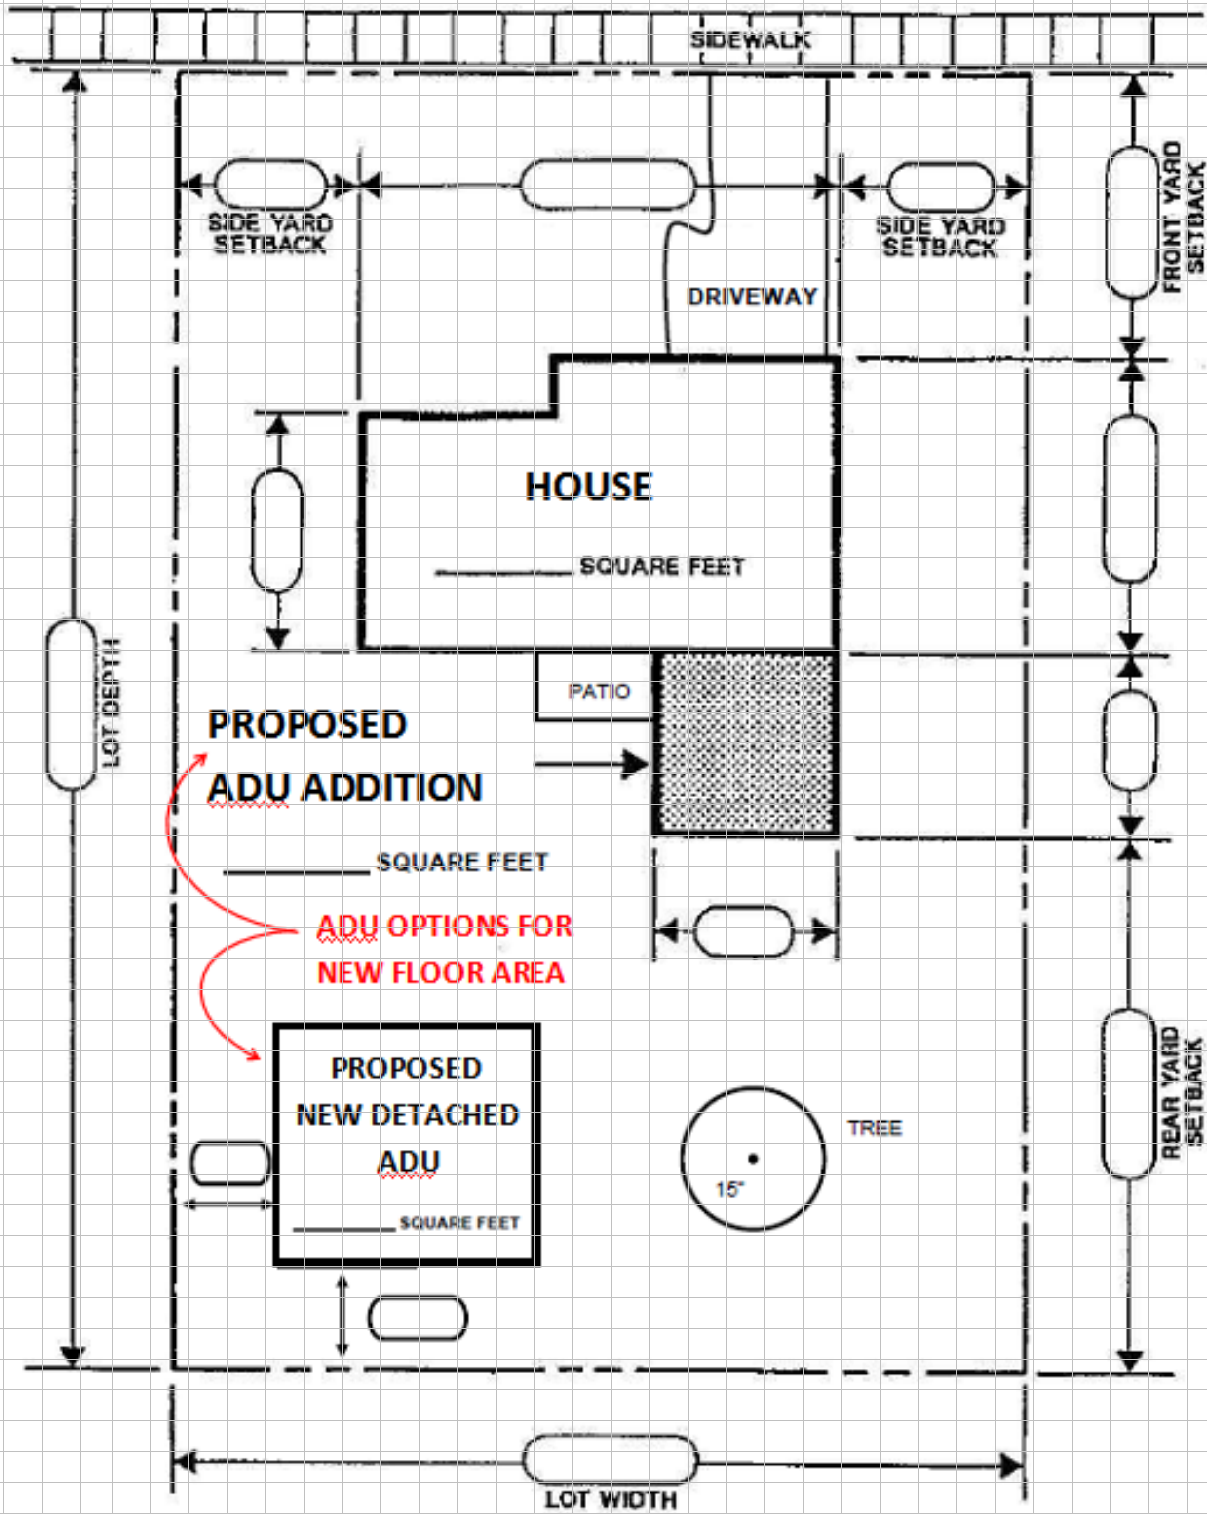 SIDEWALK
SIDE YARD
SETBACK
SIDE YARD
SETBACK
FRONT YARD
SETBACK
DRIVEWAY
HOUSE
SQUARE FEET
LOT DEPTH
PATIO
PROPOSED
ADU ADDITION
SQUARE FEET
ADU OPTIONS FOR
NEW FLOOR AREA
PROPOSED
NEW DETACHED
ADU
SQUARE FEET
TREE
15"
REAR YARD
SETBACK
LOT WIDTH